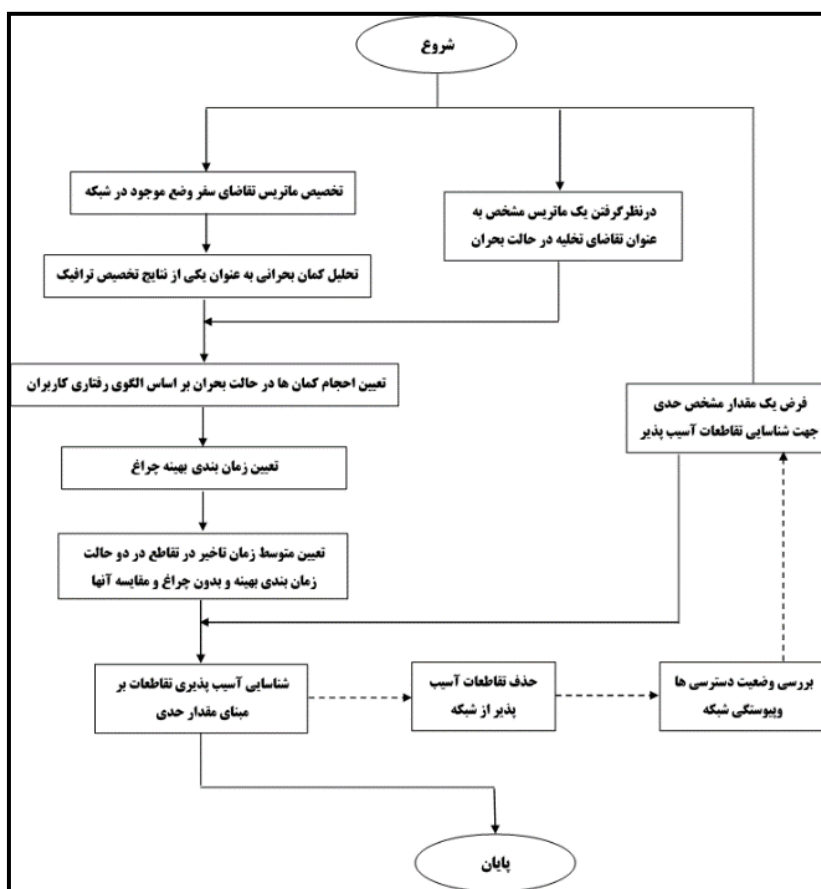 شروع
تخصیص ماتریس تقاضای سفر وضع موجود در شبکه
درنظرگرفتن یک ماتریس مشخص به
عنوان تقاضای تخلیه در حالت بحران
تحلیل کمان بحرانی به عنوان یکی از نتایج تخصیص ترافیک
تعیین احجام کمان ها در حالت بحران بر اساس الگوی رفتاری کاربران
فرض یک مقدار مشخص حدی
جهت شناسایی تقاطعات آسیب پذیر
تعیین زمان بندی بهینه چراغ
تعیین متوسط زمان تاخیر در تقاطع در دو حالت
زمان بندی بهینه و بدون چراغ و مقایسه آنها
شناسایی آسیب پذیری تقاطعات بر
مبنای مقدار حدی
حذف تقاطعات آسیب
پذیر از شبکه
بررسی وضعیت دسترسی ها
وپیوستگی شبکه
پایان